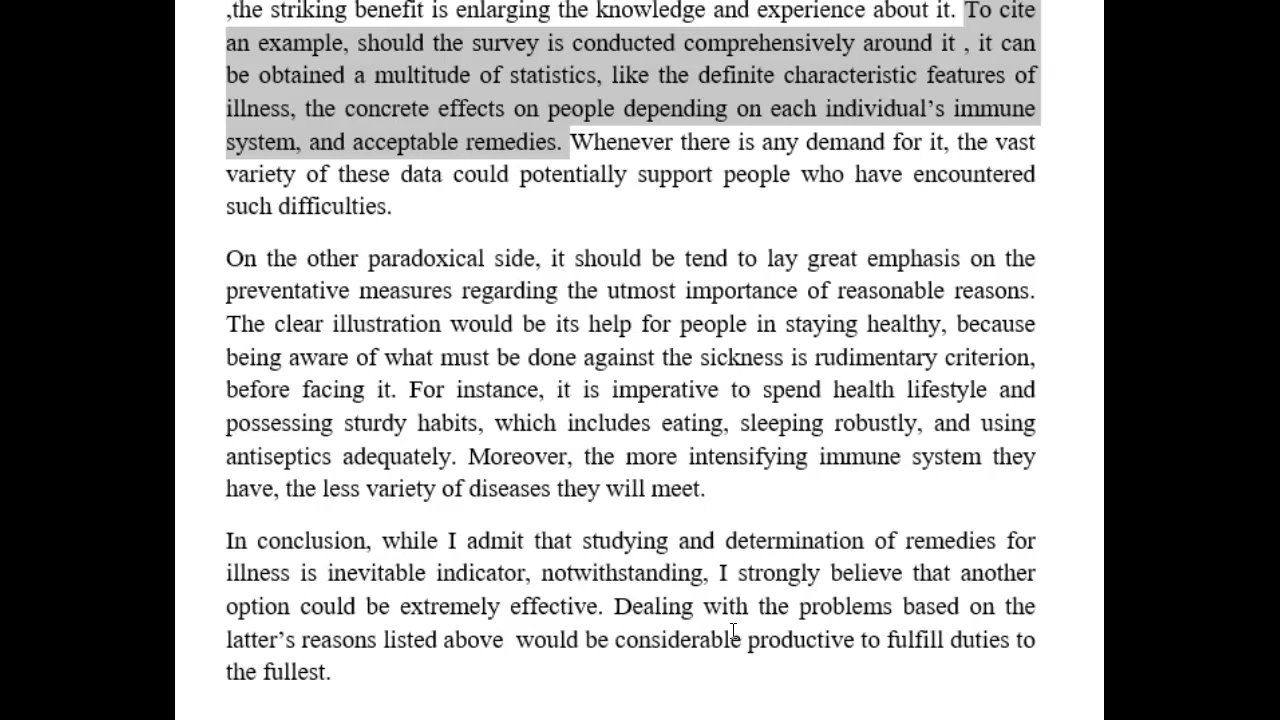 ,the striking benefit is enlarging the knowledge and experience about it. To cite
an example, should the survey is conducted comprehensively around it , it can
be obtained a multitude of statistics, like the definite characteristic features of
illness, the concrete effects on people depending on each individual’s immune
system, and acceptable remedies. Whenever there is any demand for it, the vast
variety of these data could potentially support people who have encountered
such difficulties.
On the other paradoxical side, it should be tend to lay great emphasis on the
preventative measures regarding the utmost importance of reasonable reasons.
The clear illustration would be its help for people in staying healthy, because
being aware of what must be done against the sickness is rudimentary criterion,
before facing it. For instance, it is imperative to spend health lifestyle and
possessing sturdy habits, which includes eating, sleeping robustly, and using
antiseptics adequately. Moreover, the more intensifying immune system they
have, the less variety of diseases they will meet.
In conclusion, while I admit that studying and determination of remedies for
illness is inevitable indicator, notwithstanding, I strongly believe that another
option could be extremely effective. Dealing with the problems based on the
latter’s reasons listed above  would be considerable productive to fulfill duties to
the fullest.